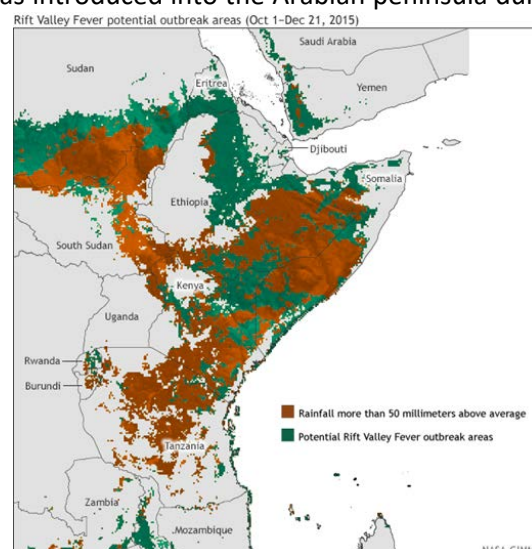 as introduced into the Arabian peninsula du
Rift Valley Fever potential outbreak areas (Oct 1–Dec 21, 2015)
Saudi Arabia
Sudan
Eritrea
Yemen
Djibouti
Somalia
Ethiopia
South Sudan
Kenya
Uganda
Rwanda
Burundi
Rainfall more than 50 millimeters above average
Potential Rift Valley Fever outbreak areas
Tanzania
Zambia
Mozambique